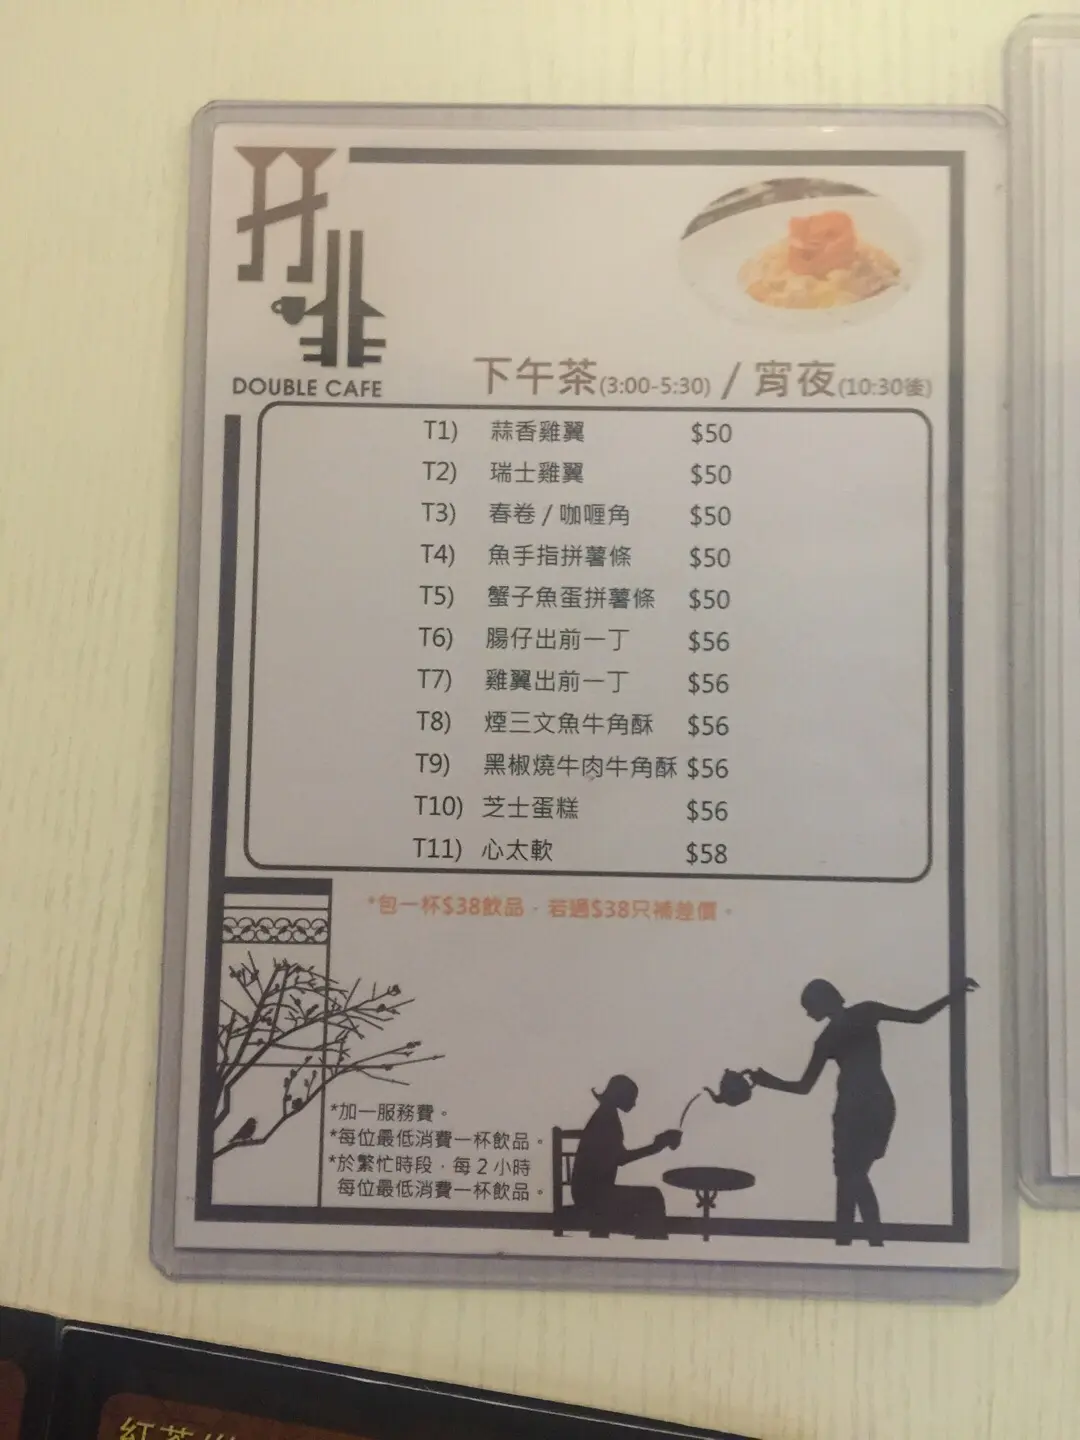 DOUBLE CAFE
下午茶(3:00-5:30) / 宵夜(10:30後)
T1) 蒜香雞翼 $50
T2) 瑞士雞翼 $50
T3) 春卷 / 咖喱角 $50
T4) 魚手指拼薯條 $50
T5) 蟹子魚蛋拼薯條 $50
T6) 腸仔出前一丁 $56
T7) 雞翼出前一丁 $56
T8) 煙三文魚牛角酥 $56
T9) 黑椒燒牛肉牛角酥 $56
T10) 芝士蛋糕 $56
T11) 心太軟 $58
*包一杯$38飲品，若過$38只補差價。
*加一服務費。
*每位最低消費一杯飲品。
*於繁忙時段，每2小時
每位最低消費一杯飲品。
紅茶